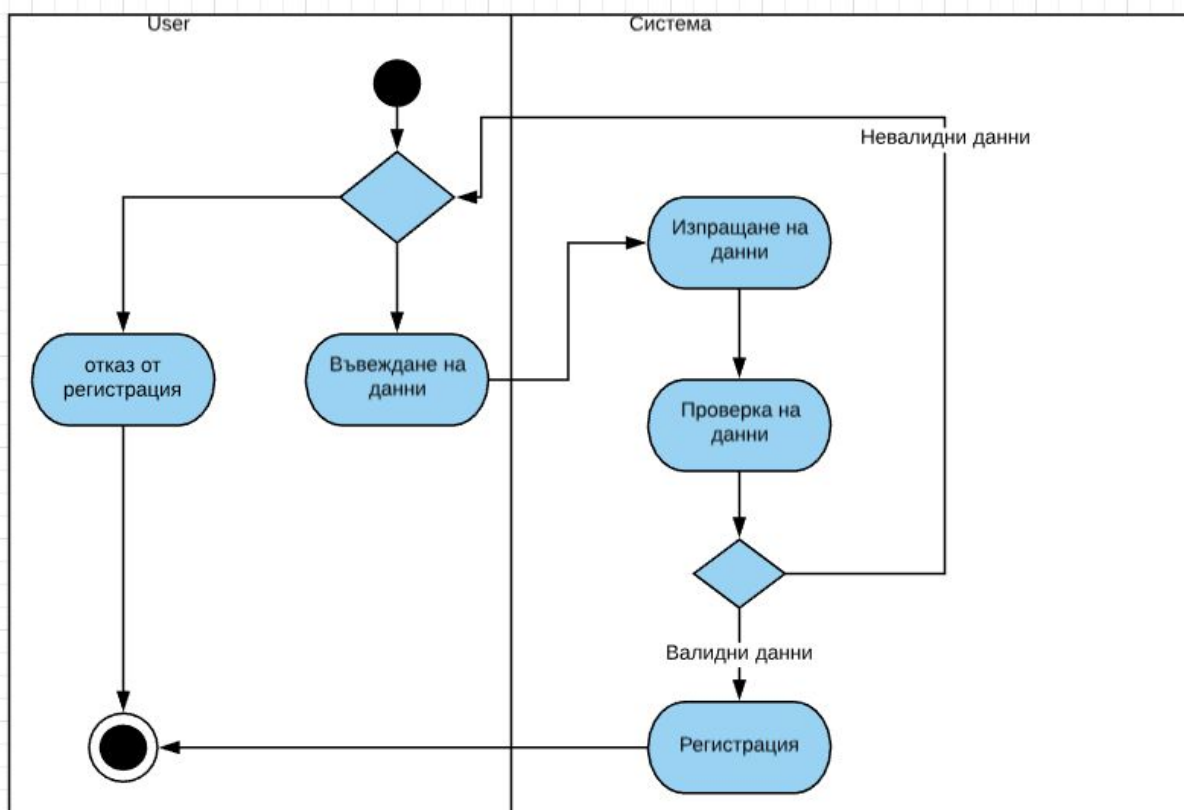 User
Система
Невалидни данни
Изпращане на
данни
отказ от
регистрация
Въвеждане на
данни
Проверка на
данни
Валидни данни
Регистрация